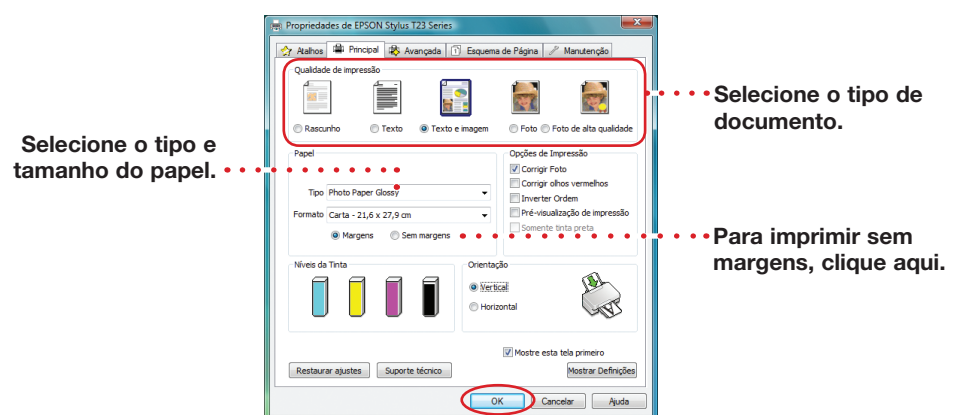 Propriedades de EPSON Stylus T23 Series
Atalhos Principal Avançada Esquema de Página Manutenção
Qualidade de impressão
Rascunho Texto Texto e imagem Foto Foto de alta qualidade
Selecione o tipo de
documento.
Selecione o tipo e
tamanho do papel.
Papel
Tipo Photo Paper Glossy
Formato Carta - 21,6 x 27,9 cm
Margens Sem margens
Opções de Impressão
Corrigir Foto
Corrigir olhos vermelhos
Inverter Ordem
Pré-visualização de impressão
Somente tinta preta
Para imprimir sem
margens, clique aqui.
Níveis da Tinta
Orientação
Vertical
Horizontal
Mostre esta tela primeiro
Restaurar ajustes Suporte técnico Mostrar Definições
OK Cancelar Ajuda